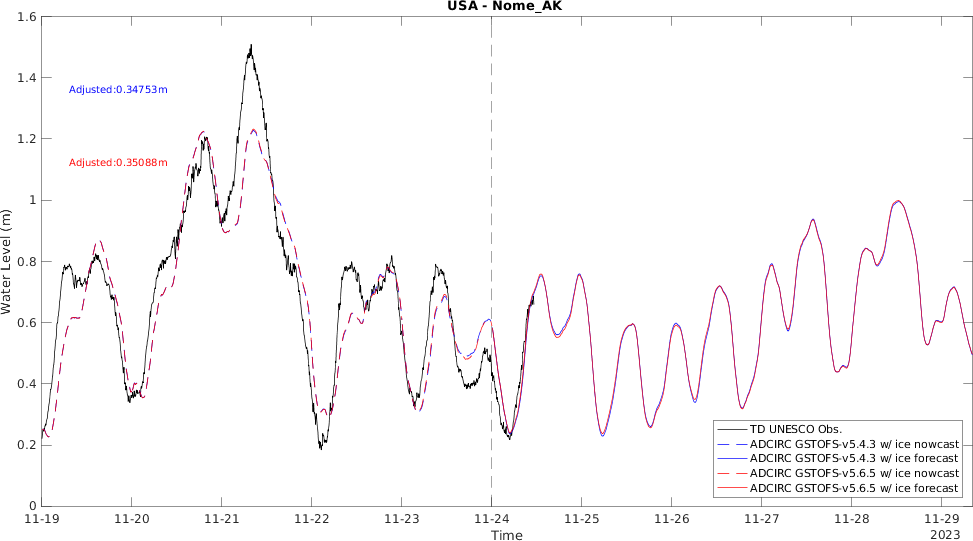 USA - Nome_AK
1.6
1.4
1.2
1
0.8
0.6
0.4
0.2
0
Water Level (m)
Adjusted:0.34753m
Adjusted:0.35088m
TD UNESCO Obs.
ADCIRC GSTOFS-v5.4.3 w/ ice nowcast
ADCIRC GSTOFS-v5.4.3 w/ ice forecast
ADCIRC GSTOFS-v5.6.5 w/ ice nowcast
ADCIRC GSTOFS-v5.6.5 w/ ice forecast
11-19 11-20 11-21 11-22 11-23 11-24 11-25 11-26 11-27 11-28 11-29
Time 2023